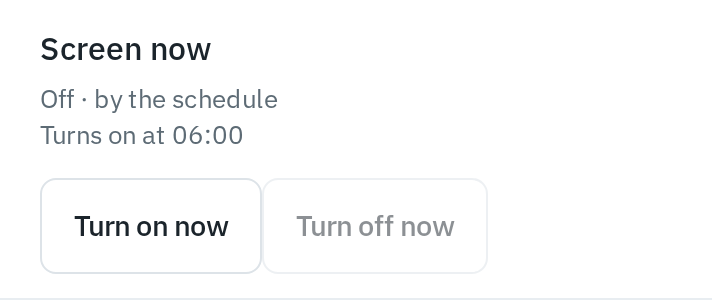 Screen now
Off · by the schedule
Turns on at 06:00
Turn on now
Turn off now